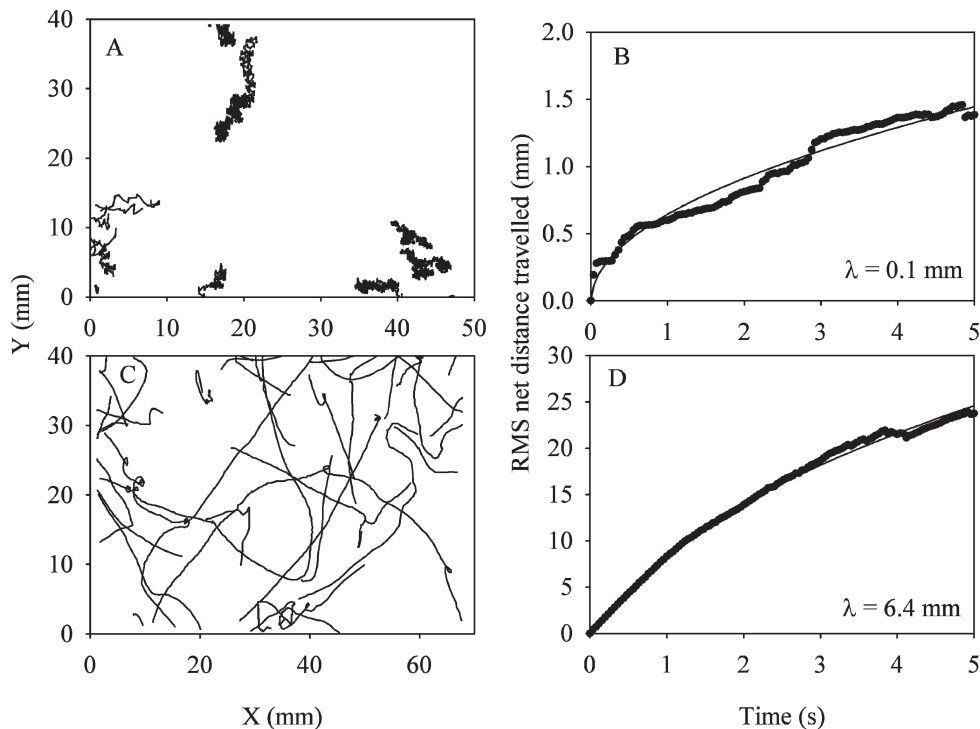 A
40
30
20
10
0
0 10 20 30 40 50
B
2.0
1.5
1.0
0.5
0.0
λ = 0.1 mm
0 1 2 3 4 5
C
40
30
20
10
0
0 20 40 60
D
30
25
20
15
10
5
0
λ = 6.4 mm
0 1 2 3 4 5
Y (mm)
RMS net distance travelled (mm)
X (mm)
Time (s)